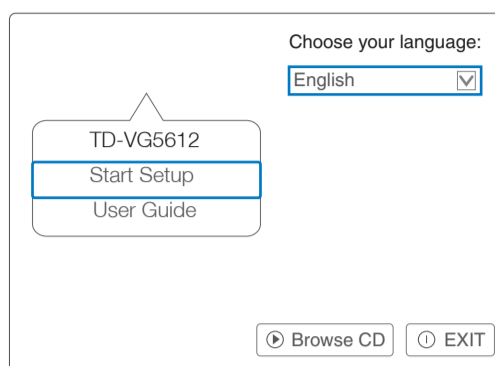 Choose your language:
English
TD-VG5612
Start Setup
User Guide
Browse CD
EXIT